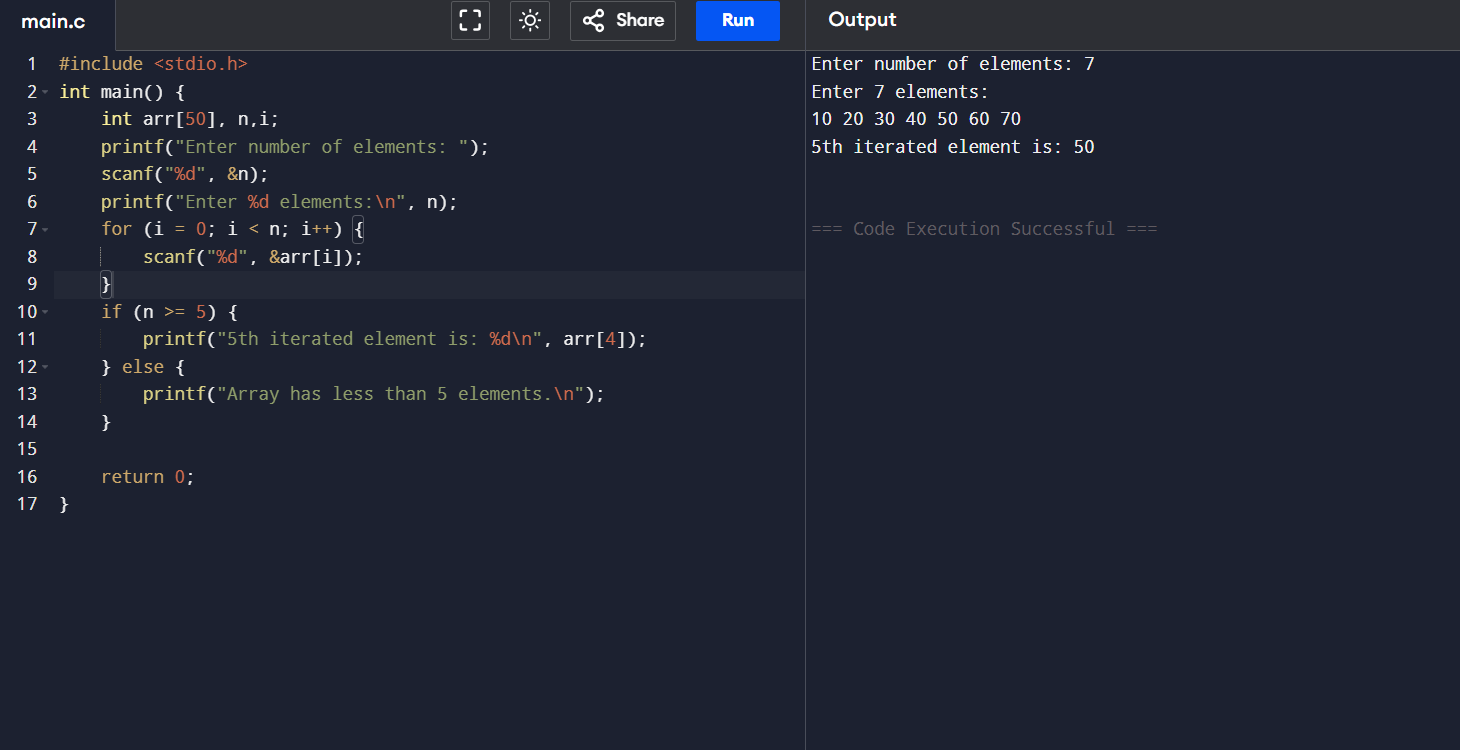 main.c
Share
Run
Output
1 #include <stdio.h>
2 int main() {
3     int arr[50], n,i;
4     printf("Enter number of elements: ");
5     scanf("%d", &n);
6     printf("Enter %d elements:\n", n);
7     for (i = 0; i < n; i++) {
8         scanf("%d", &arr[i]);
9     }
10     if (n >= 5) {
11         printf("5th iterated element is: %d\n", arr[4]);
12     } else {
13         printf("Array has less than 5 elements.\n");
14     }
15
16     return 0;
17 }
Enter number of elements: 7
Enter 7 elements:
10 20 30 40 50 60 70
5th iterated element is: 50
=== Code Execution Successful ===